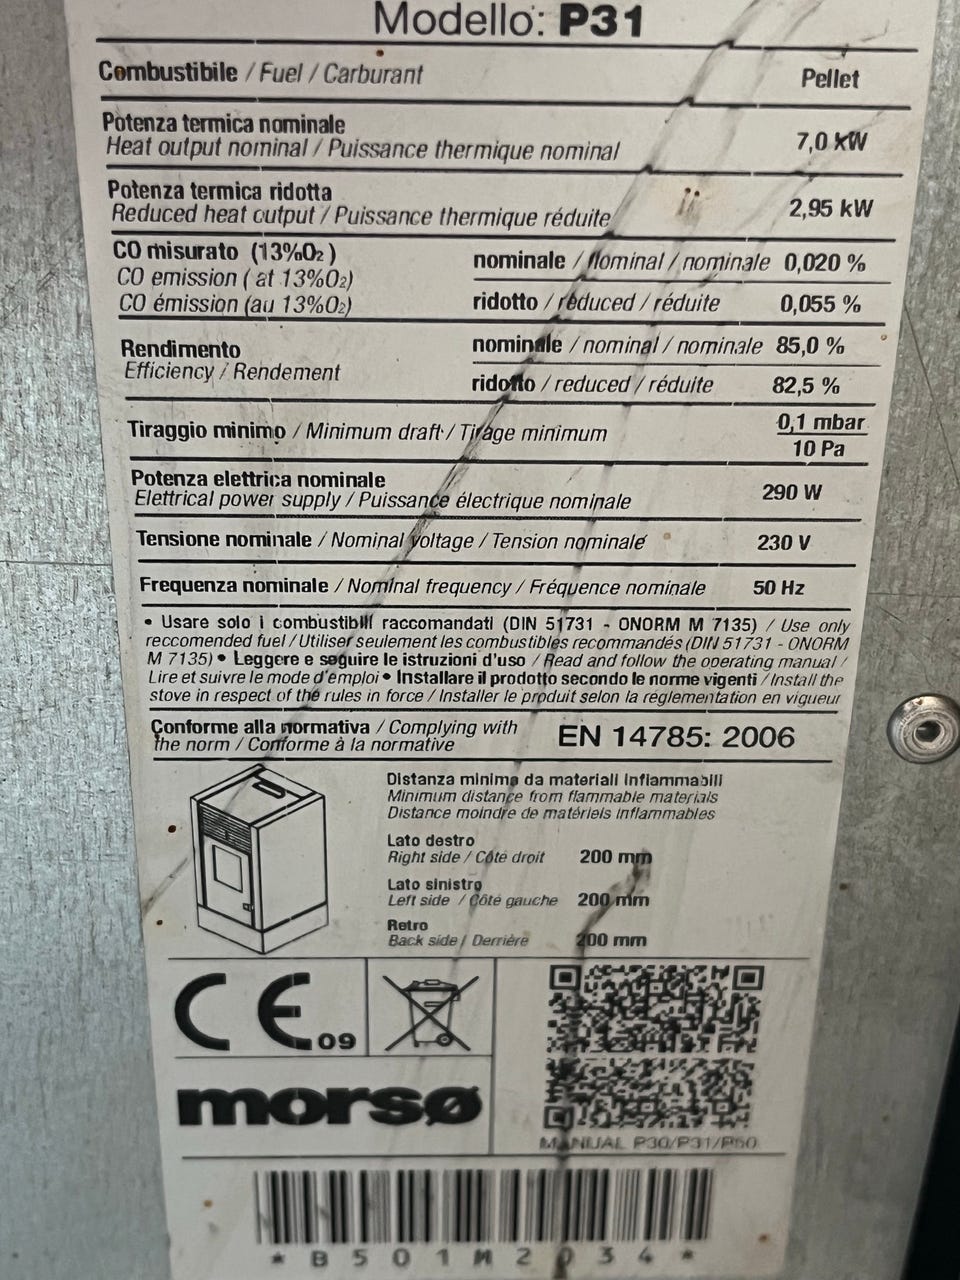 Modello: P31
Combustibile / Fuel / Carburant Pellet
Potenza termica nominale
Heat output nominal / Puissance thermique nominal 7,0 kW
Potenza termica ridotta
Reduced heat output / Puissance thermique réduite 2,95 kW
CO misurato (13%O2)
CO emission ( at 13%O2)
CO émission (au 13%O2)
nominale / nominal / nominale 0,020 %
ridotto / reduced / réduite 0,055 %
Rendimento
Efficiency / Rendement
nominale / nominal / nominale 85,0 %
ridotto / reduced / réduite 82,5 %
Tiraggio minimo / Minimum draft / Tirage minimum 0,1 mbar
10 Pa
Potenza elettrica nominale
Elettrical power supply / Puissance électrique nominale 290 W
Tensione nominale / Nominal voltage / Tension nominale 230 V
Frequenza nominale / Nominal frequency / Fréquence nominale 50 Hz
• Usare solo i combustibili raccomandati (DIN 51731 - ONORM M 7135) / Use only
reccomended fuel / Utiliser seulement les combustibles recommandés (DIN 51731 - ONORM
M 7135) • Leggere e seguire le istruzioni d'uso / Read and follow the operating manual /
Lire et suivre le mode d'emploi • Installare il prodotto secondo le norme vigenti / Install the
stove in respect of the rules in force / Installer le produit selon la réglementation en vigueur
Conforme alla normativa / Complying with
the norm / Conforme à la normative EN 14785: 2006
Distanza minima da materiali infiammabili
Minimum distance from flammable materials
Distance moindre de matériels inflammables
Lato destro
Right side / Côté droit 200 mm
Lato sinistro
Left side / Côté gauche 200 mm
Retro
Back side / Derrière 200 mm
CE 09
morsø
MANUAL P30/P31/P50
*B501M2034*